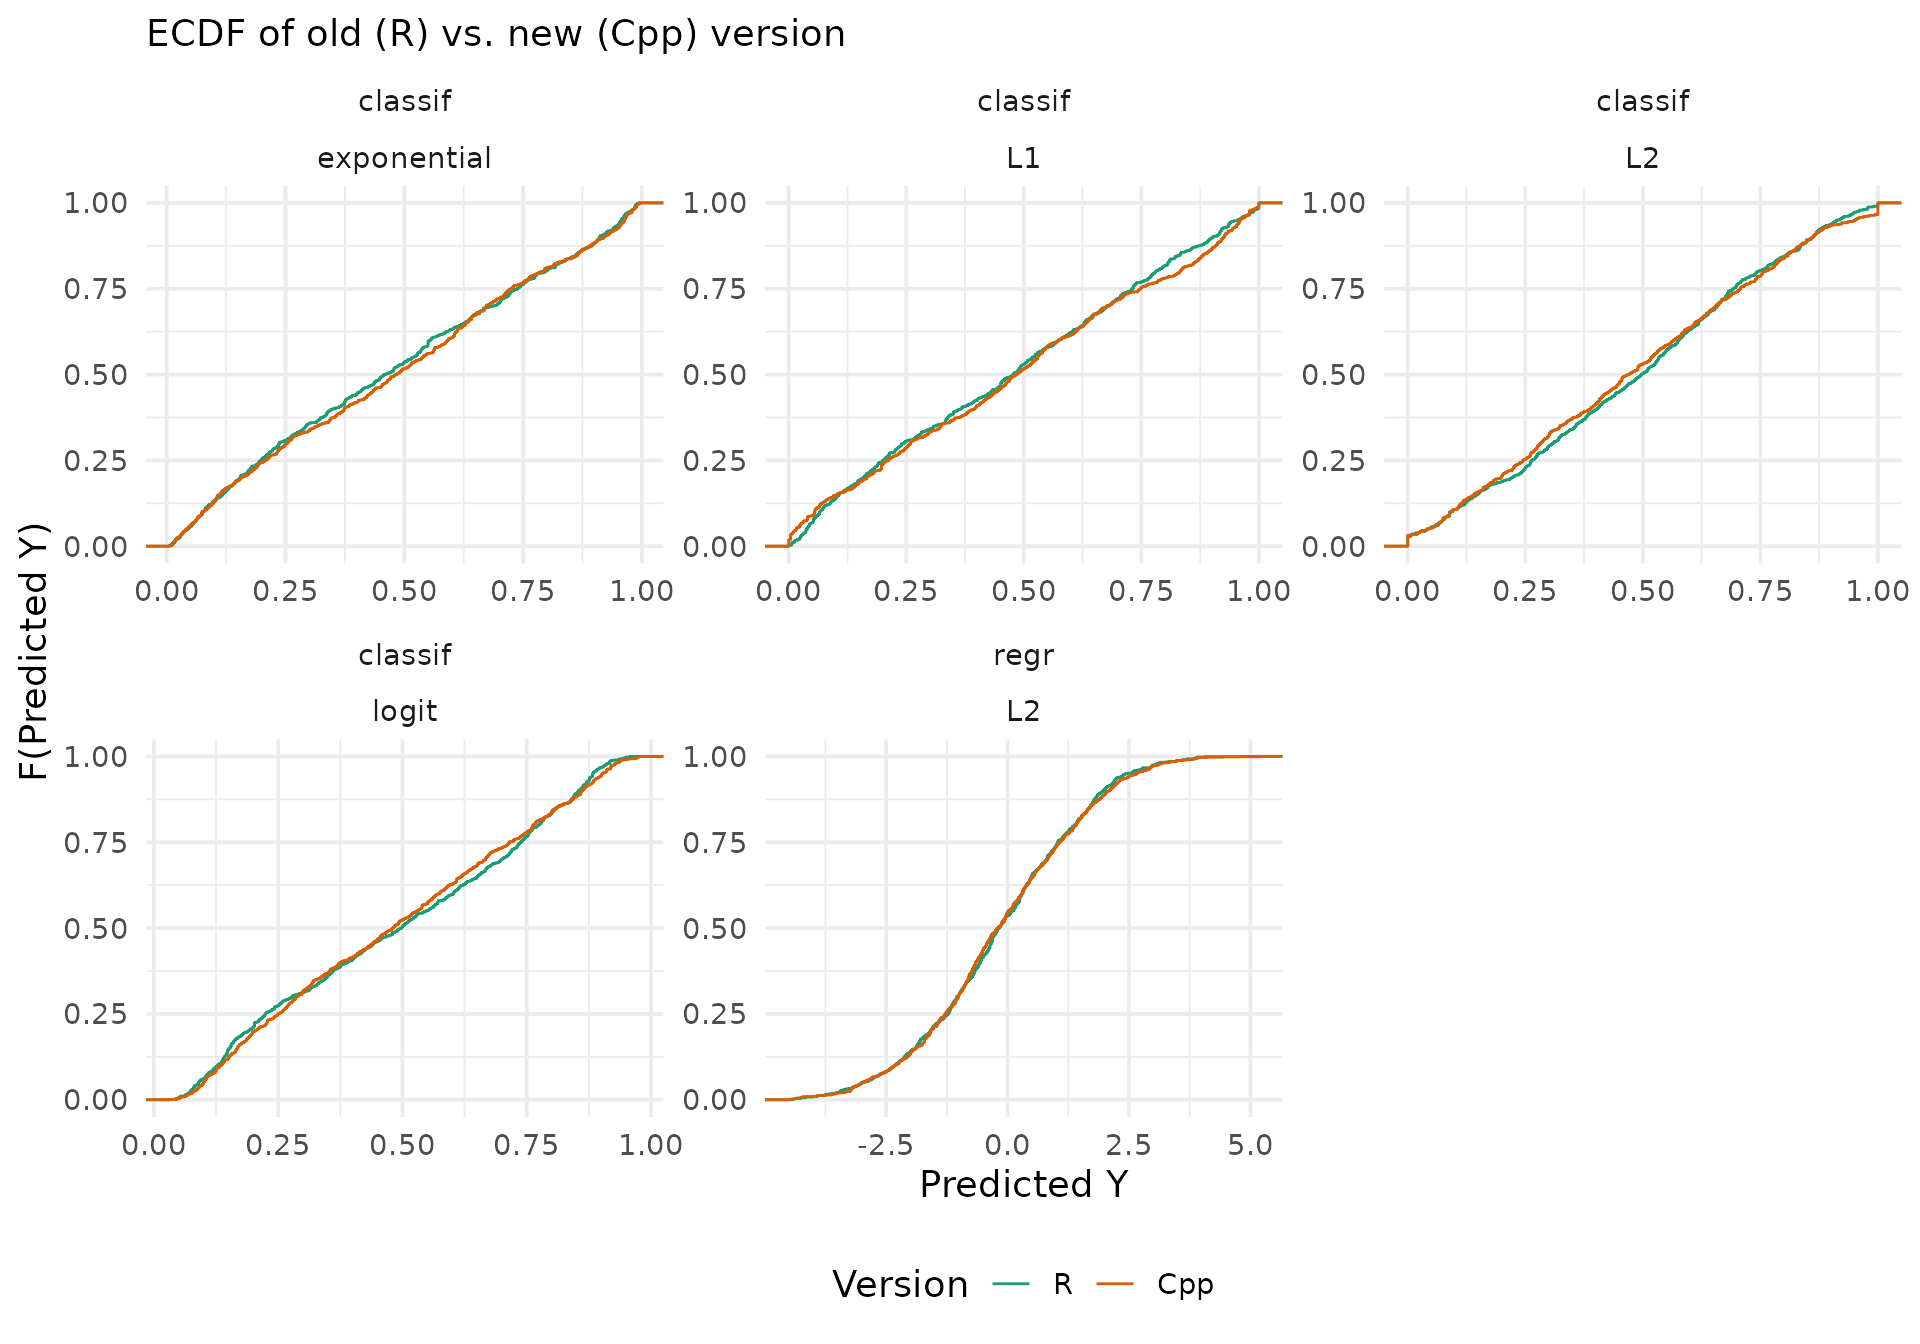 ECDF of old (R) vs. new (Cpp) version
classif classif classif
exponential L1 L2
1.00 1.00 1.00
0.75 0.75 0.75
0.50 0.50 0.50
0.25 0.25 0.25
0.00 0.00 0.00
0.00 0.25 0.50 0.75 1.00 0.00 0.25 0.50 0.75 1.00 0.00 0.25 0.50 0.75 1.00
F(Predicted Y)
classif regr
logit L2
1.00 1.00
0.75 0.75
0.50 0.50
0.25 0.25
0.00 0.00
0.00 0.25 0.50 0.75 1.00 -2.5 0.0 2.5 5.0
Predicted Y
Version R Cpp